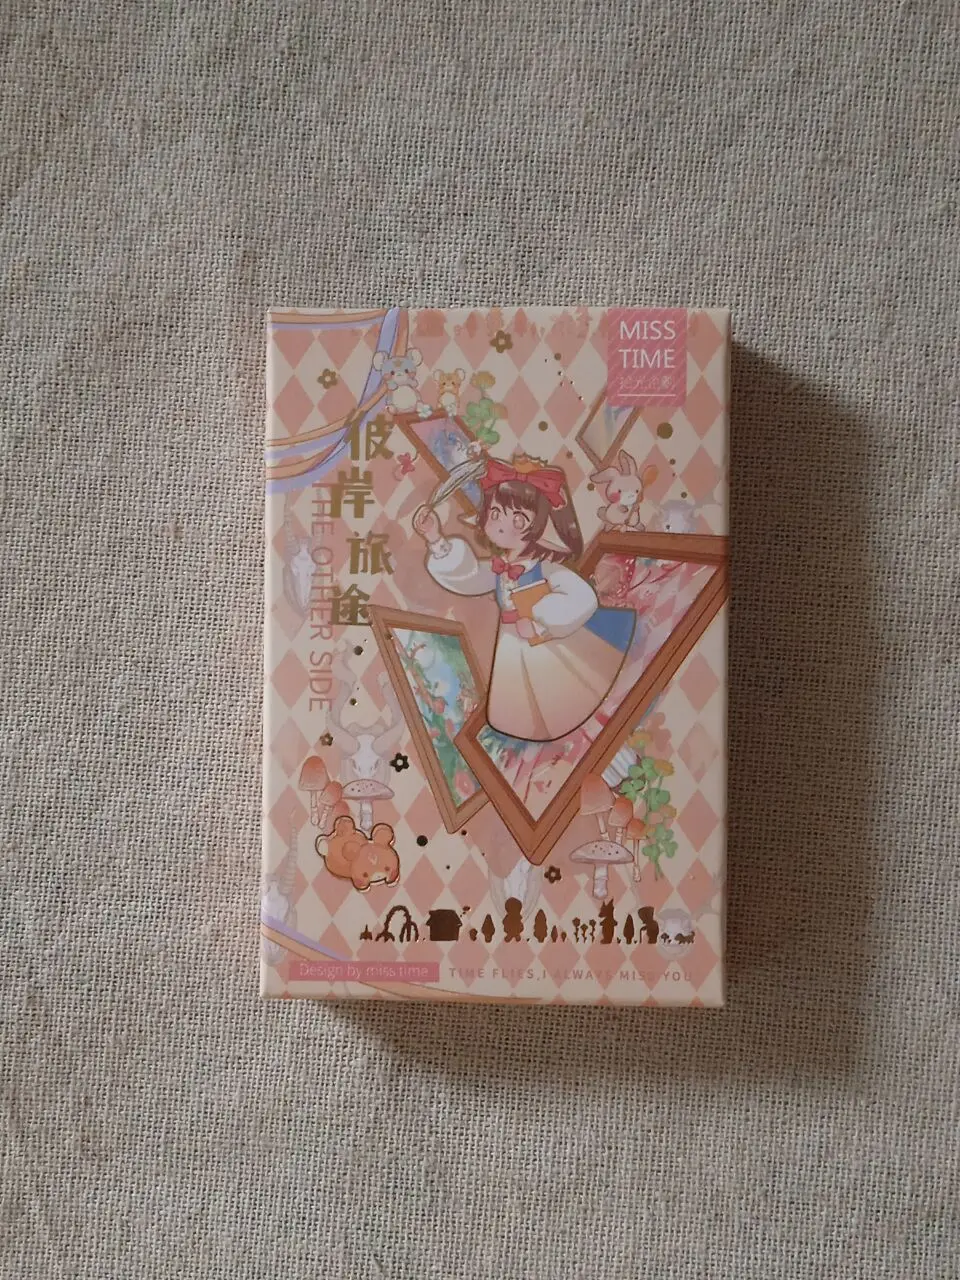 MISS
TIME
彼岸旅途
THE OTHER SIDE
Design by miss time
TIME FLIES,I ALWAYS MISS YOU